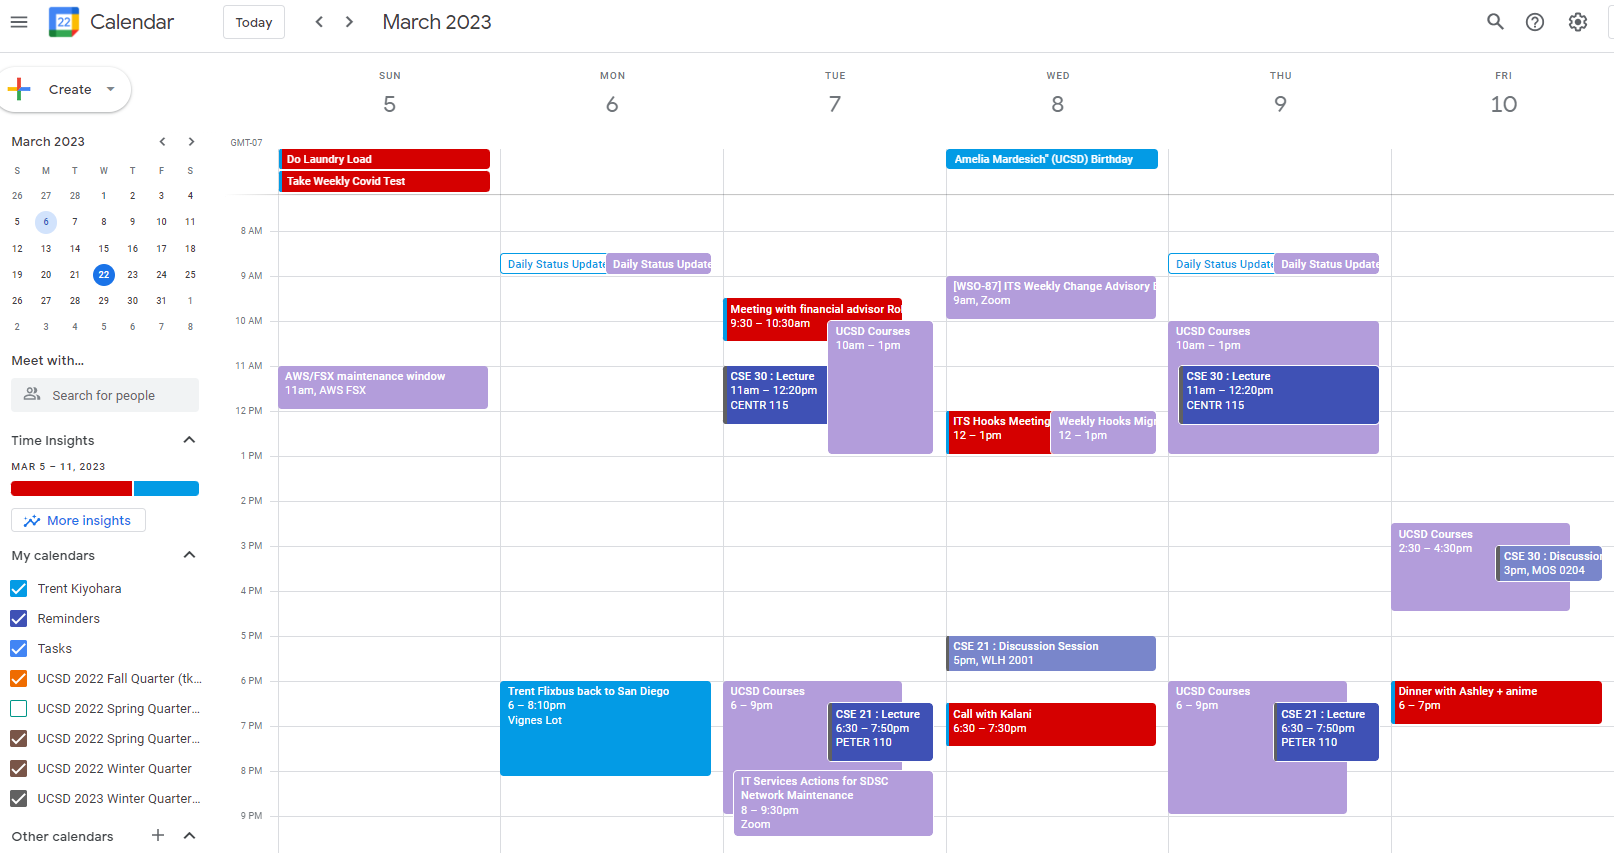 22 Calendar Today March 2023
Create
SUN MON TUE WED THU FRI
5 6 7 8 9 10
March 2023
S M T W T F S
26 27 28 1 2 3 4
5 6 7 8 9 10 11
12 13 14 15 16 17 18
19 20 21 22 23 24 25
26 27 28 29 30 31 1
2 3 4 5 6 7 8
Meet with...
Search for people
Time Insights
MAR 5 – 11, 2023
More insights
My calendars
Trent Kiyohara
Reminders
Tasks
UCSD 2022 Fall Quarter (tk...
UCSD 2022 Spring Quarter...
UCSD 2022 Spring Quarter...
UCSD 2022 Winter Quarter
UCSD 2023 Winter Quarter...
Other calendars
GMT-07
8 AM
9 AM
10 AM
11 AM
12 PM
1 PM
2 PM
3 PM
4 PM
5 PM
6 PM
7 PM
8 PM
9 PM
Do Laundry Load
Take Weekly Covid Test
AWS/FSX maintenance window
11am, AWS FSX
Daily Status Update
Daily Status Update
Trent Flixbus back to San Diego
6 – 8:10pm
Vignes Lot
Meeting with financial advisor Ro
9:30 – 10:30am
UCSD Courses
10am – 1pm
CSE 30 : Lecture
11am – 12:20pm
CENTR 115
UCSD Courses
6 – 9pm
CSE 21 : Lecture
6:30 – 7:50pm
PETER 110
IT Services Actions for SDSC
Network Maintenance
8 – 9:30pm
Zoom
Amelia Mardesich" (UCSD) Birthday
[WSO-87] ITS Weekly Change Advisory
9am, Zoom
ITS Hooks Meeting
12 – 1pm
Weekly Hooks Mig
12 – 1pm
CSE 21 : Discussion Session
5pm, WLH 2001
Call with Kalani
6:30 – 7:30pm
Daily Status Update
Daily Status Update
UCSD Courses
10am – 1pm
CSE 30 : Lecture
11am – 12:20pm
CENTR 115
UCSD Courses
6 – 9pm
CSE 21 : Lecture
6:30 – 7:50pm
PETER 110
UCSD Courses
2:30 – 4:30pm
CSE 30 : Discussion
3pm, MOS 0204
Dinner with Ashley + anime
6 – 7pm